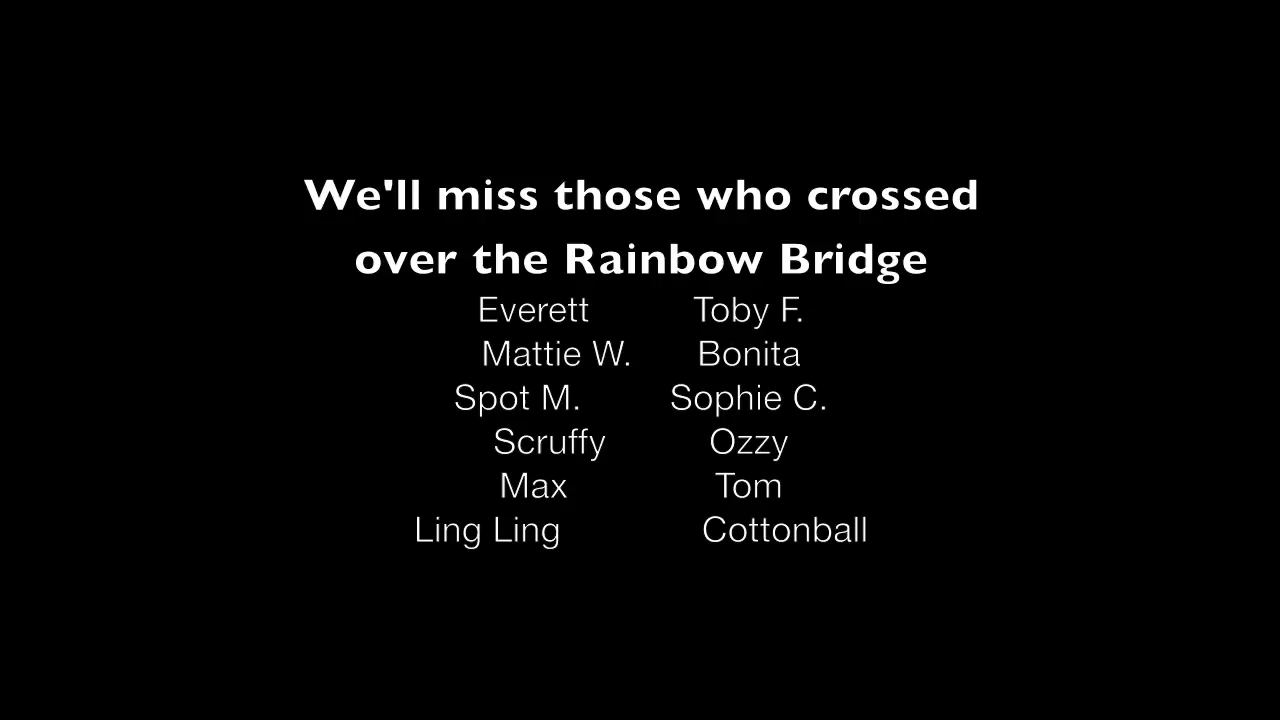 We'll miss those who crossed
over the Rainbow Bridge
Everett Toby F.
Mattie W. Bonita
Spot M. Sophie C.
Scruffy Ozzy
Max Tom
Ling Ling Cottonball